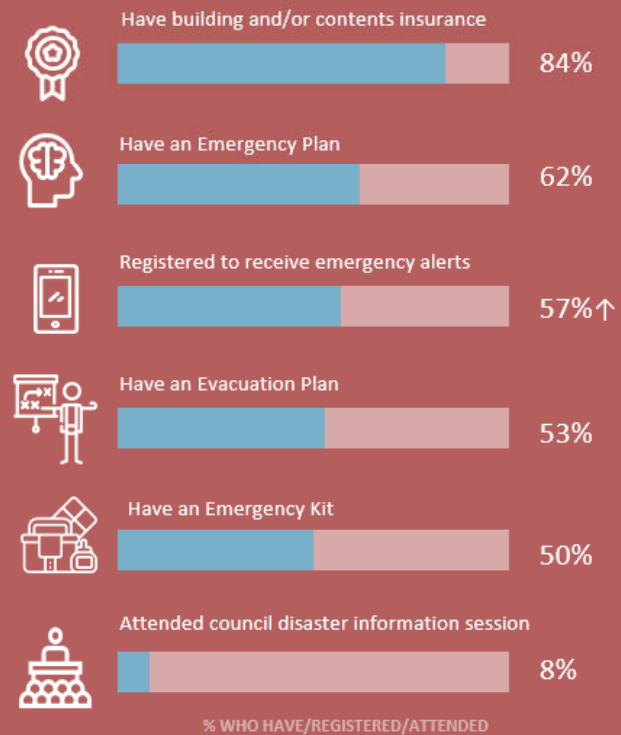 Have building and/or contents insurance
84%
Have an Emergency Plan
62%
Registered to receive emergency alerts
57%↑
Have an Evacuation Plan
53%
Have an Emergency Kit
50%
Attended council disaster information session
8%
% WHO HAVE/REGISTERED/ATTENDED